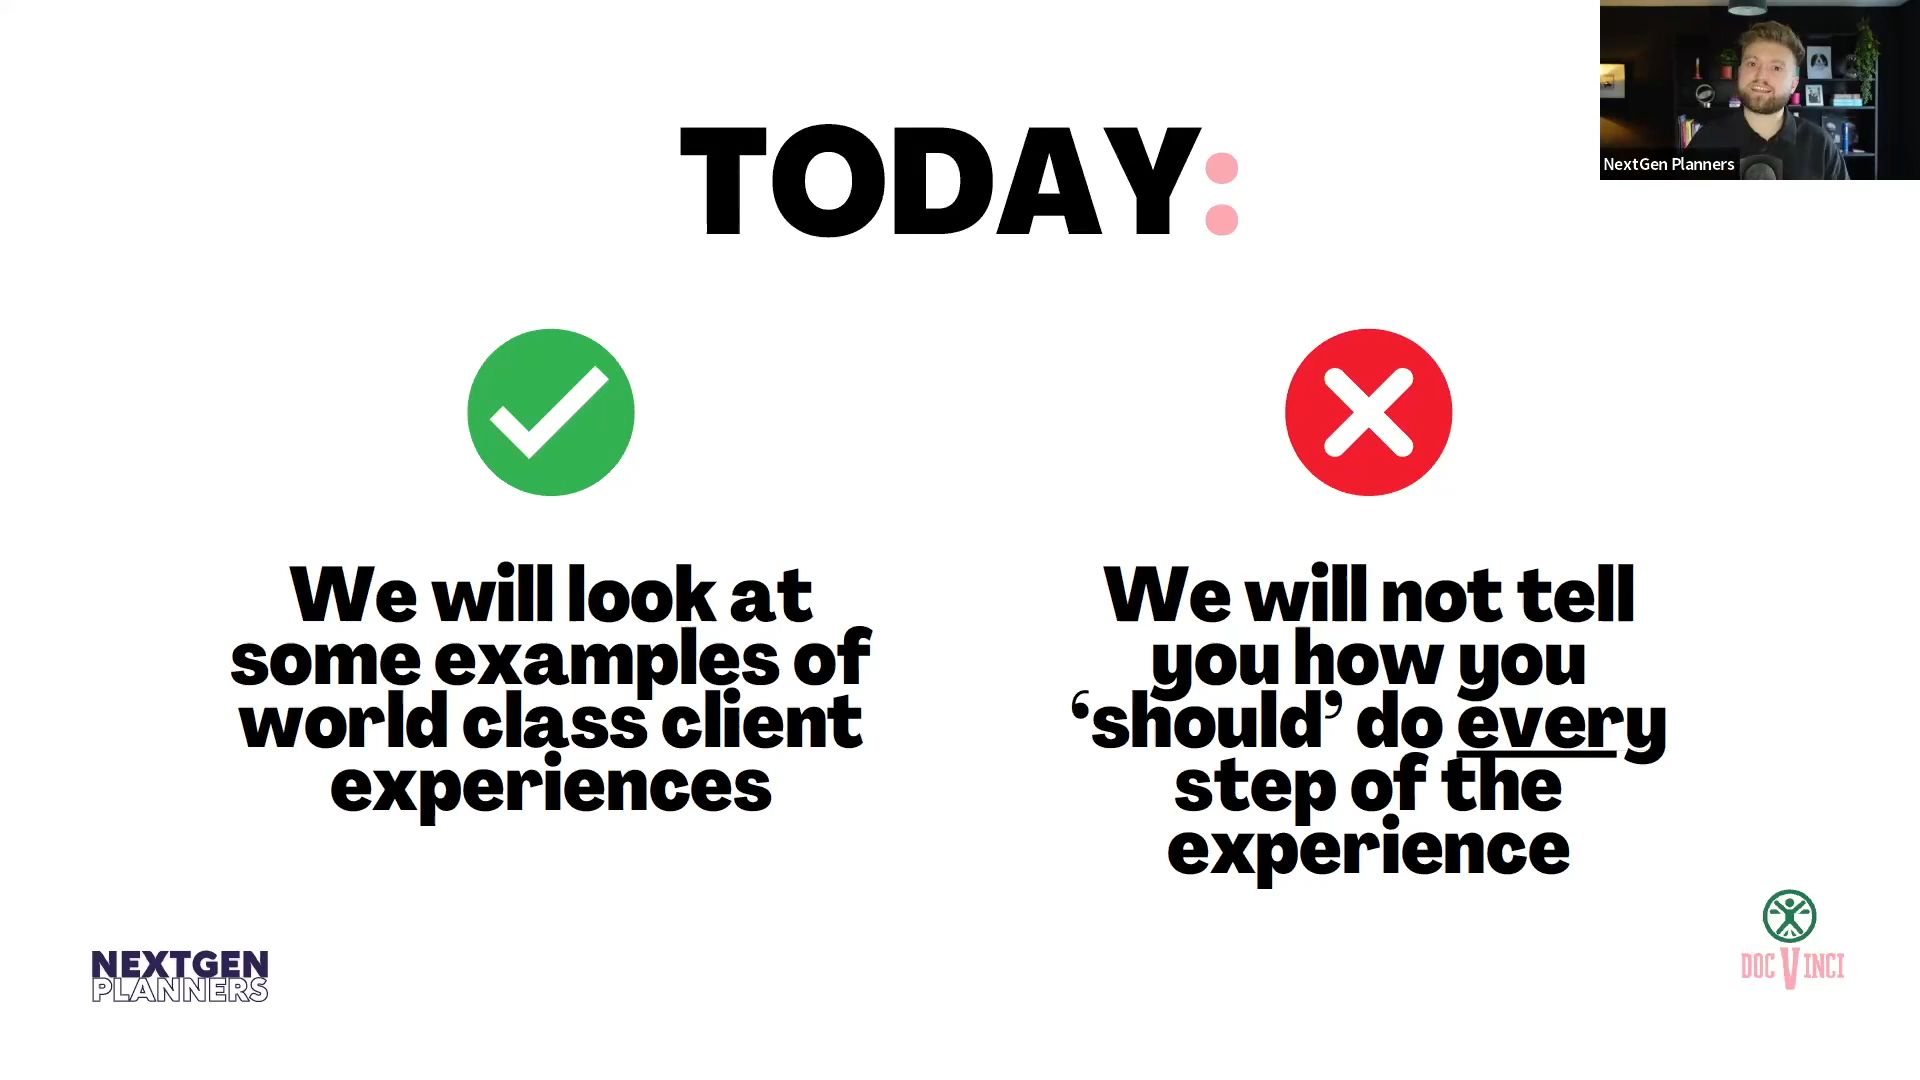 TODAY:
We will look at
some examples of
world class client
experiences
We will not tell
you how you
‘should’ do every
step of the
experience
NextGen Planners
NEXTGEN
PLANNERS
DOC VINCI